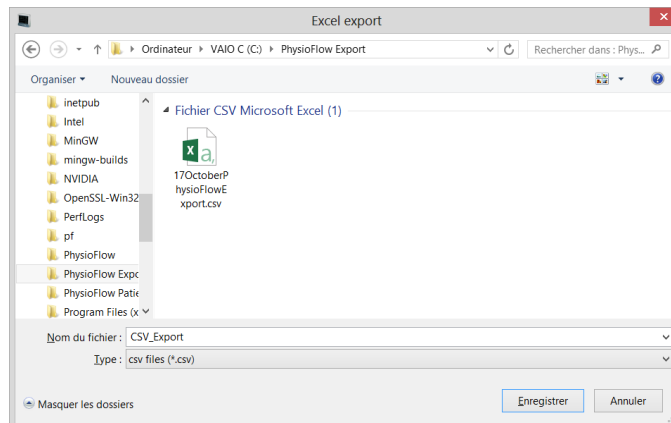 Excel export
Ordinateur ▸ VAIO C (C:) ▸ PhysioFlow Export
Rechercher dans : Phys...
Organiser ▾ Nouveau dossier
inetpub
Intel
MinGW
mingw-builds
NVIDIA
OpenSSL-Win32
PerfLogs
pf
PhysioFlow
PhysioFlow Expo
PhysioFlow Patie
Program Files (x
Fichier CSV Microsoft Excel (1)
17OctoberP
hysioFlowE
xport.csv
Nom du fichier : CSV_Export
Type : csv files (*.csv)
Masquer les dossiers
Enregistrer
Annuler